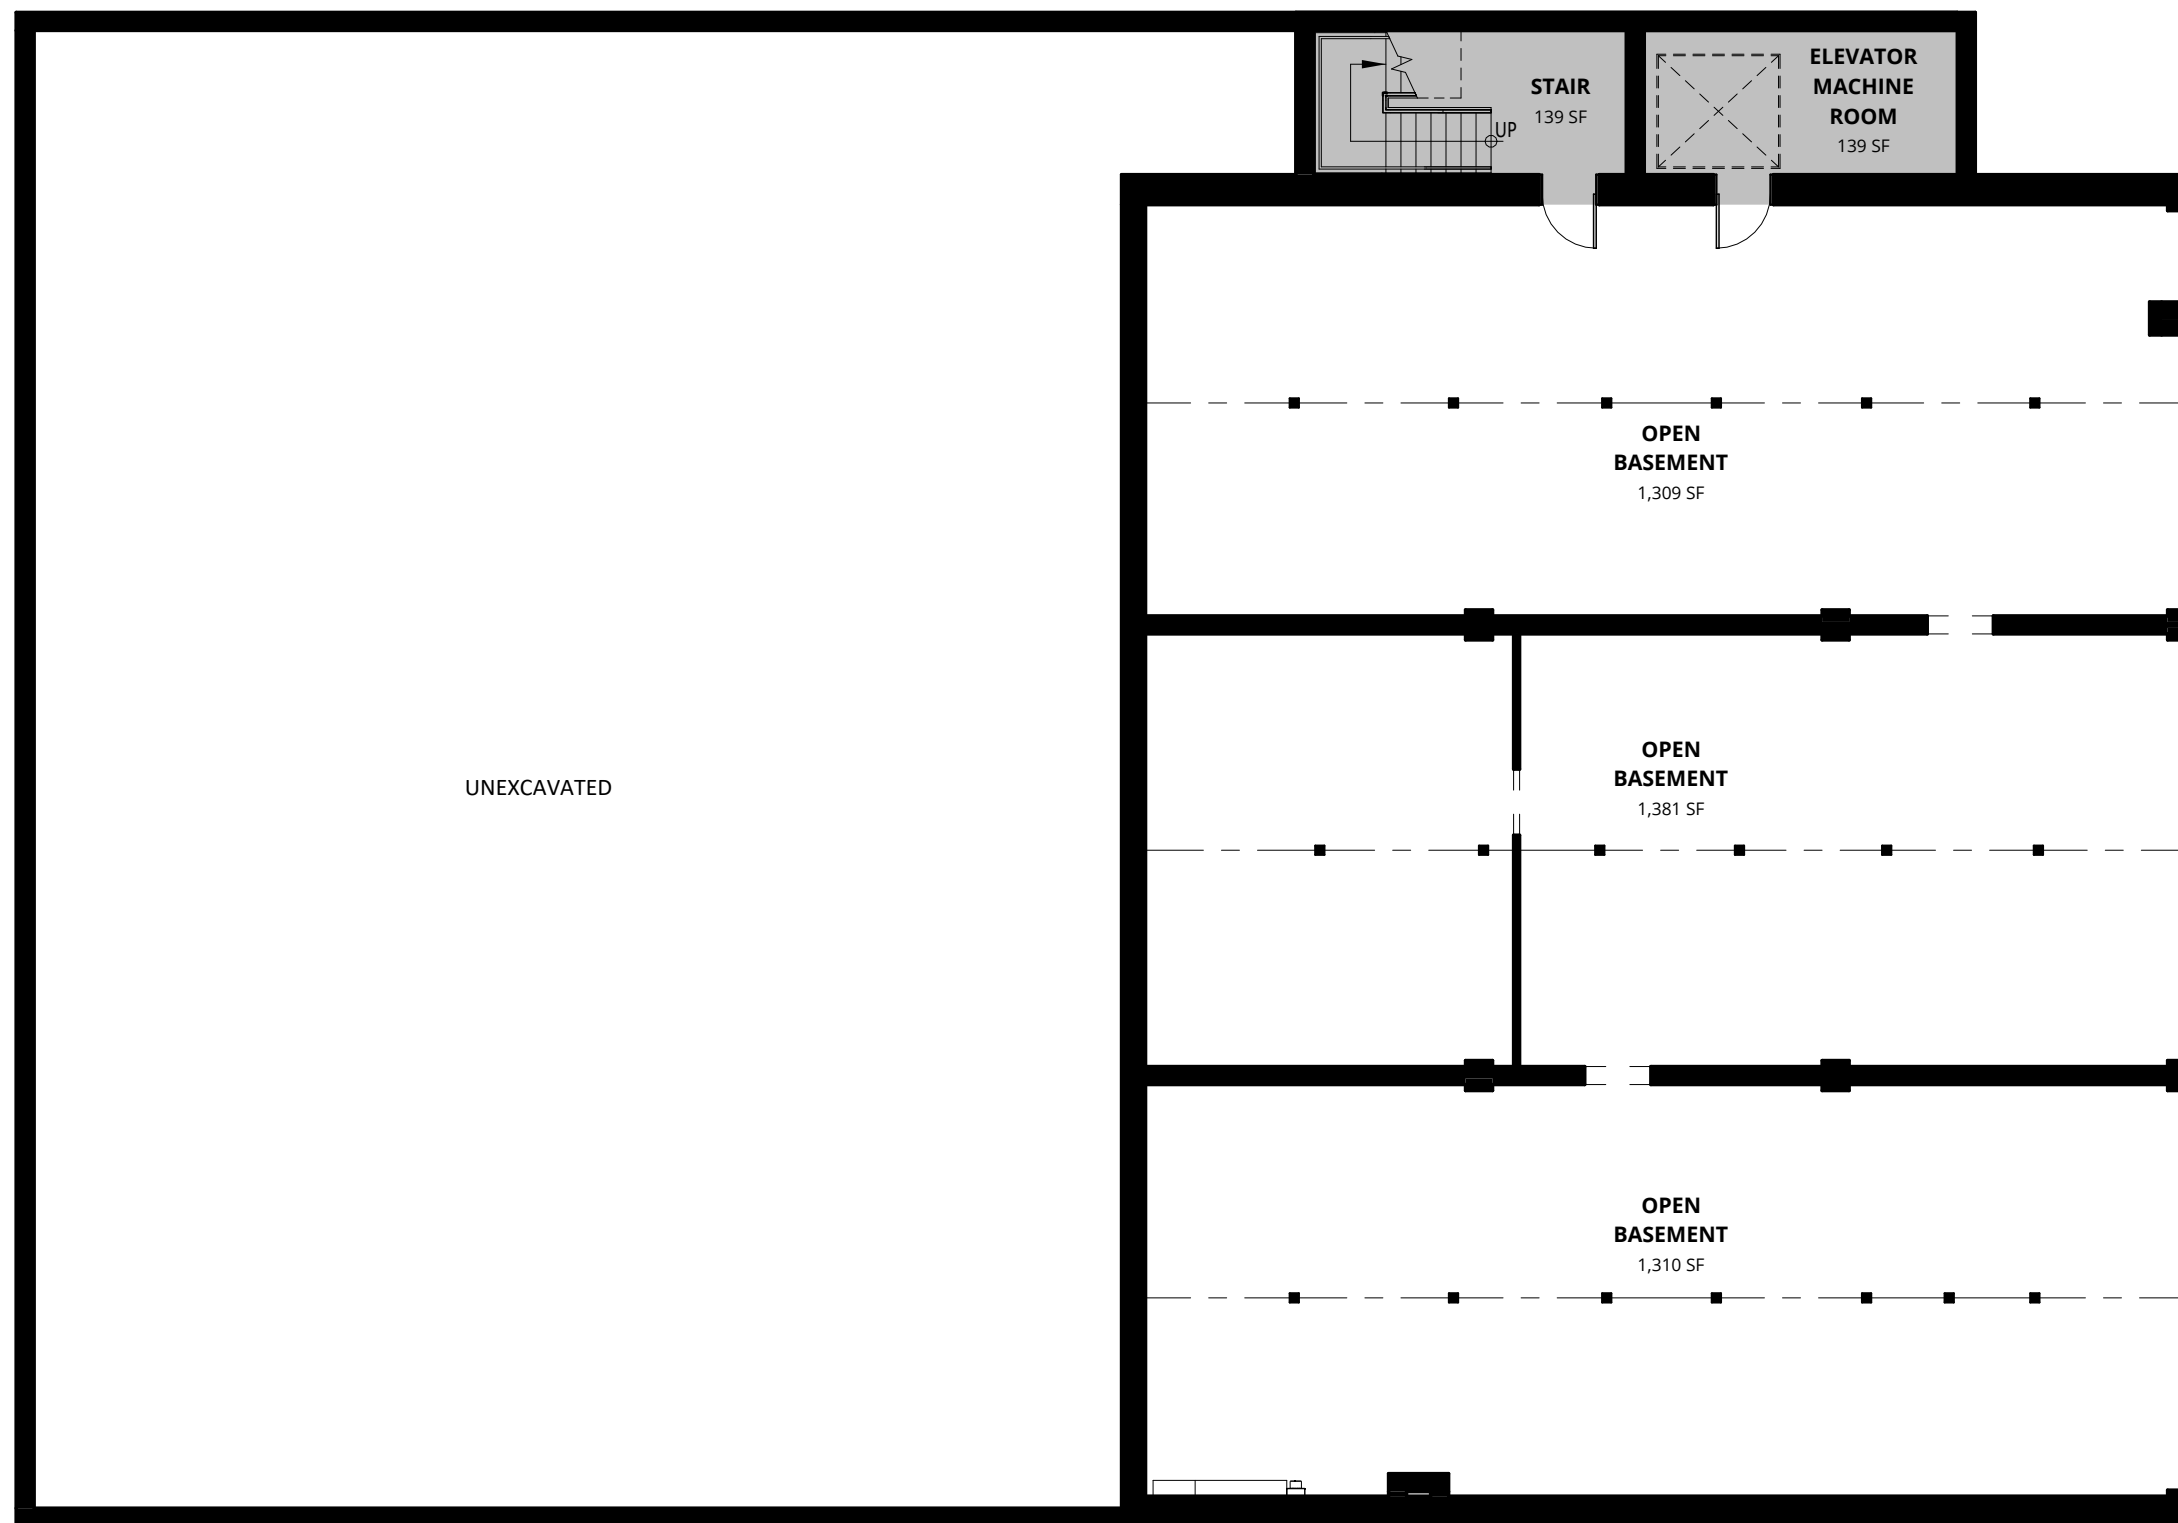 STAIR
139 SF
UP
ELEVATOR
MACHINE
ROOM
139 SF
OPEN
BASEMENT
1,309 SF
UNEXCAVATED
OPEN
BASEMENT
1,381 SF
OPEN
BASEMENT
1,310 SF